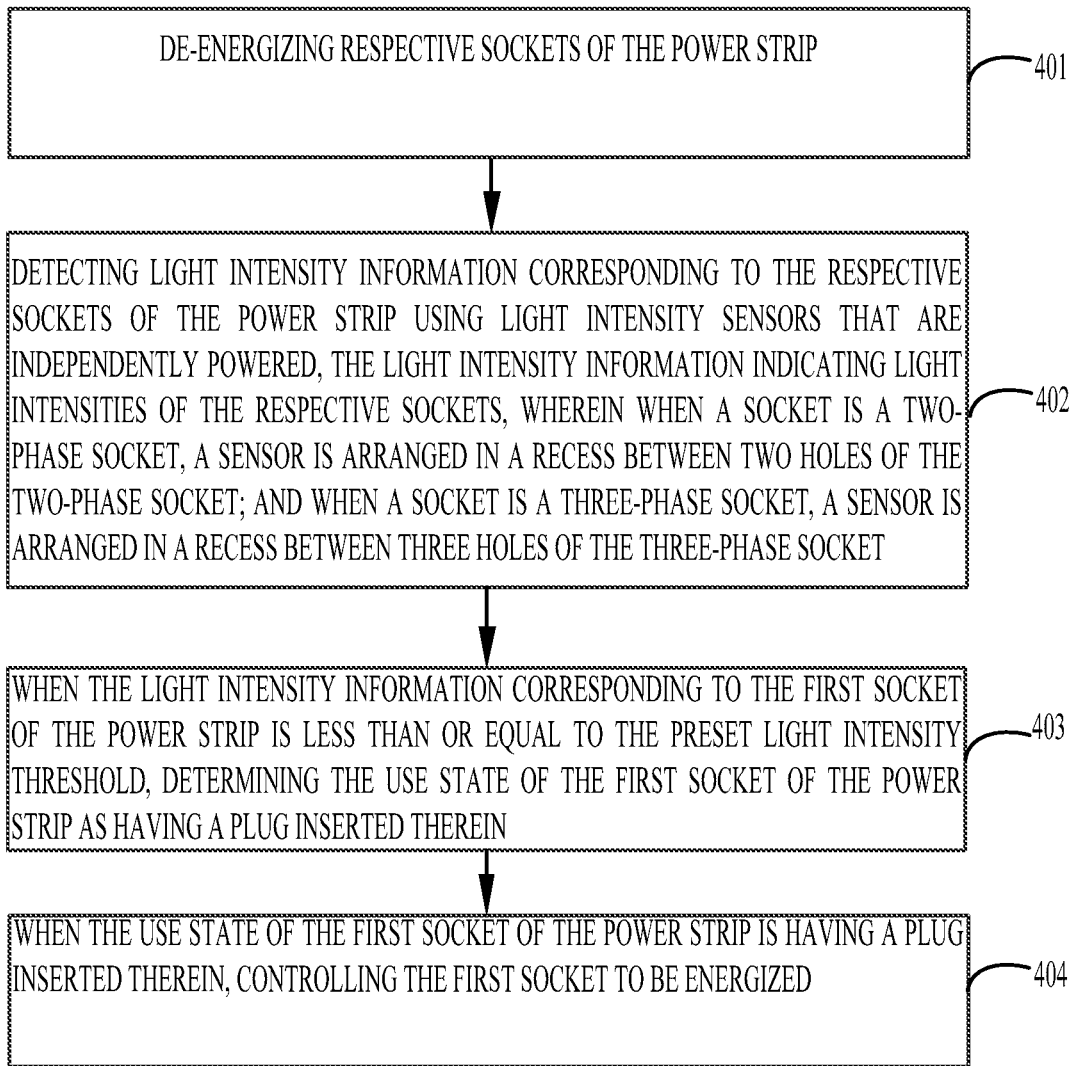 DE-ENERGIZING RESPECTIVE SOCKETS OF THE POWER STRIP
401
DETECTING LIGHT INTENSITY INFORMATION CORRESPONDING TO THE RESPECTIVE
SOCKETS OF THE POWER STRIP USING LIGHT INTENSITY SENSORS THAT ARE
INDEPENDENTLY POWERED, THE LIGHT INTENSITY INFORMATION INDICATING LIGHT
INTENSITIES OF THE RESPECTIVE SOCKETS, WHEREIN WHEN A SOCKET IS A TWO-
PHASE SOCKET, A SENSOR IS ARRANGED IN A RECESS BETWEEN TWO HOLES OF THE
TWO-PHASE SOCKET; AND WHEN A SOCKET IS A THREE-PHASE SOCKET, A SENSOR IS
ARRANGED IN A RECESS BETWEEN THREE HOLES OF THE THREE-PHASE SOCKET
402
WHEN THE LIGHT INTENSITY INFORMATION CORRESPONDING TO THE FIRST SOCKET
OF THE POWER STRIP IS LESS THAN OR EQUAL TO THE PRESET LIGHT INTENSITY
THRESHOLD, DETERMINING THE USE STATE OF THE FIRST SOCKET OF THE POWER
STRIP AS HAVING A PLUG INSERTED THEREIN
403
WHEN THE USE STATE OF THE FIRST SOCKET OF THE POWER STRIP IS HAVING A PLUG
INSERTED THEREIN, CONTROLLING THE FIRST SOCKET TO BE ENERGIZED
404